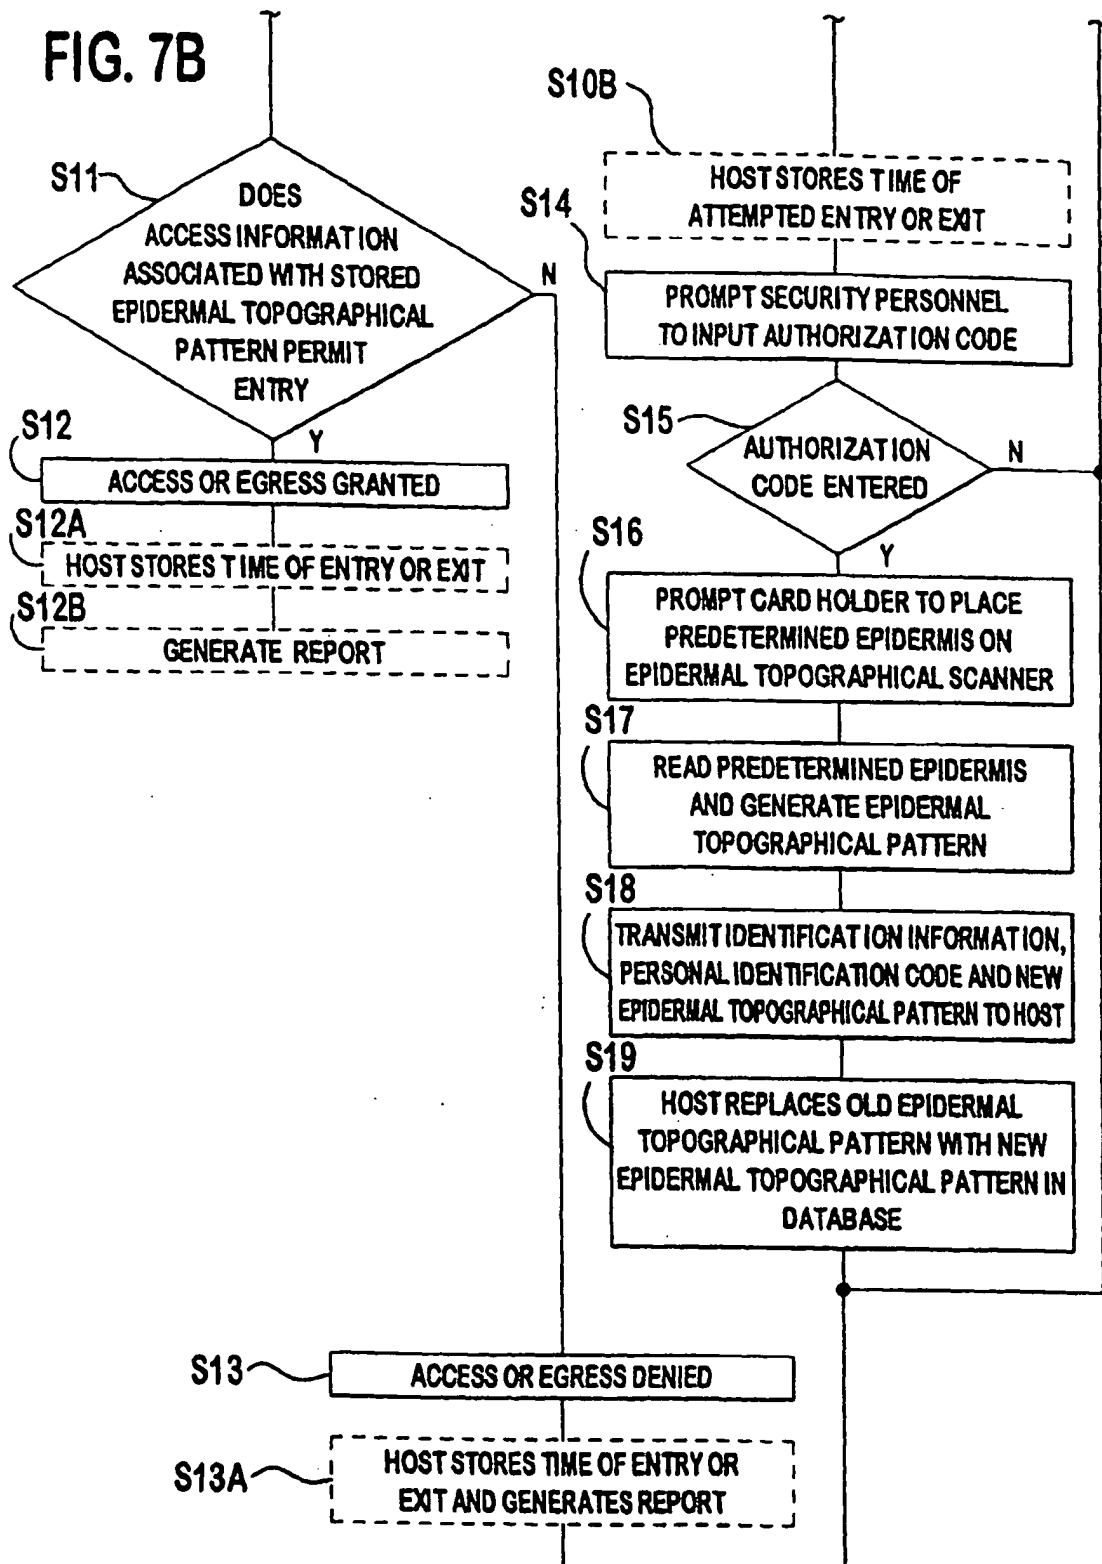 FIG. 7B
S11
DOES
ACCESS INFORMATION
ASSOCIATED WITH STORED
EPIDERMAL TOPOGRAPHICAL
PATTERN PERMIT
ENTRY
N
Y
S12
ACCESS OR EGRESS GRANTED
S12A
HOST STORES TIME OF ENTRY OR EXIT
S12B
GENERATE REPORT
S13
ACCESS OR EGRESS DENIED
S13A
HOST STORES TIME OF ENTRY OR
EXIT AND GENERATES REPORT
S10B
HOST STORES TIME OF
ATTEMPTED ENTRY OR EXIT
S14
PROMPT SECURITY PERSONNEL
TO INPUT AUTHORIZATION CODE
S15
AUTHORIZATION
CODE ENTERED
N
Y
S16
PROMPT CARD HOLDER TO PLACE
PREDETERMINED EPIDERMIS ON
EPIDERMAL TOPOGRAPHICAL SCANNER
S17
READ PREDETERMINED EPIDERMIS
AND GENERATE EPIDERMAL
TOPOGRAPHICAL PATTERN
S18
TRANSMIT IDENTIFICATION INFORMATION,
PERSONAL IDENTIFICATION CODE AND NEW
EPIDERMAL TOPOGRAPHICAL PATTERN TO HOST
S19
HOST REPLACES OLD EPIDERMAL
TOPOGRAPHICAL PATTERN WITH NEW
EPIDERMAL TOPOGRAPHICAL PATTERN IN
DATABASE